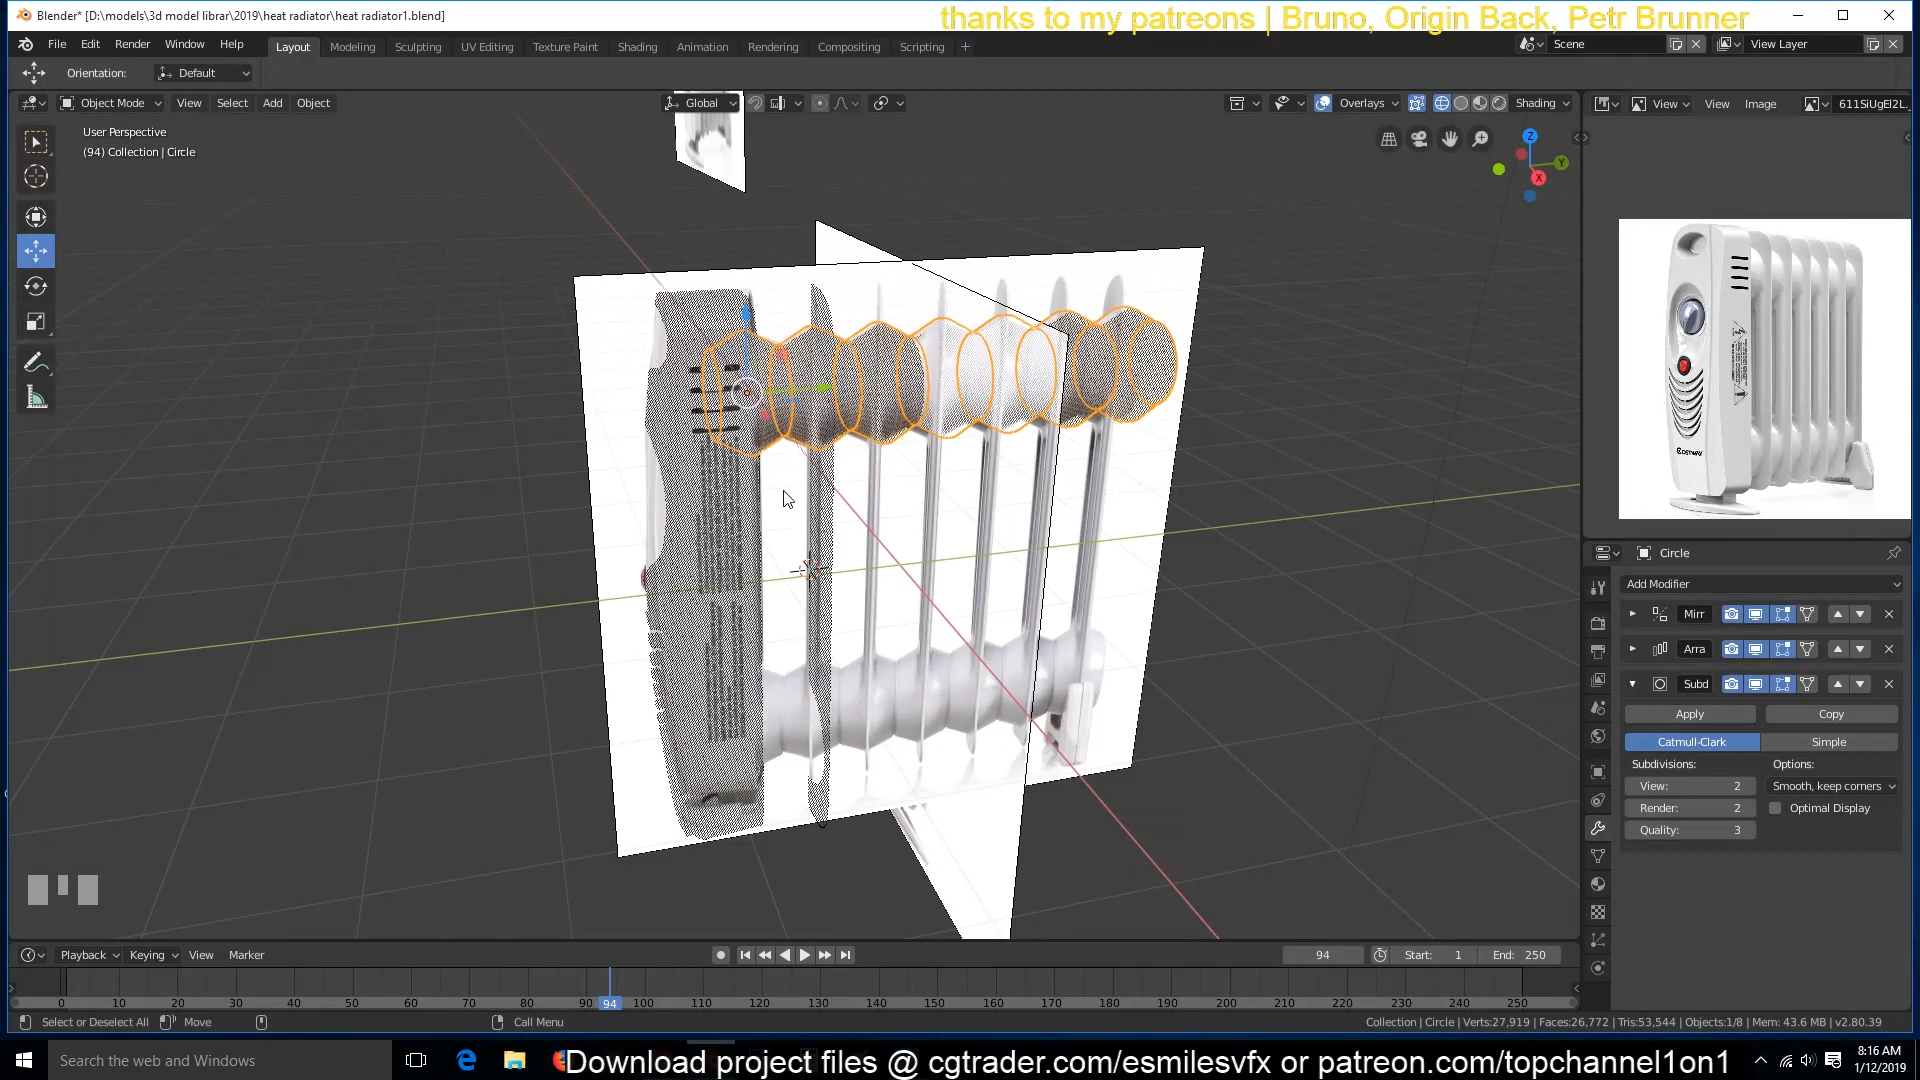 Blender* [D:\models\3d model librar\2019\heat radiator\heat radiator1.blend]
thanks to my patreons | Bruno, Origin Back, Petr Brunner
File Edit Render Window Help
Layout Modeling Sculpting UV Editing Texture Paint Shading Animation Rendering Compositing Scripting +
Scene
View Layer
Orientation: Default
Object Mode View Select Add Object
Global
Overlays
Shading
View View Image 611SiUgEl2L._
User Perspective
(94) Collection | Circle
Z
Y
X
COSTWAY
Circle
Add Modifier
Mirr
Arra
Subd
Apply Copy
Catmull-Clark Simple
Subdivisions: Options:
View: 2 Smooth, keep corners
Render: 2 Optimal Display
Quality: 3
Playback Keying View Marker
94 Start: 1 End: 250
0 10 20 30 40 50 60 70 80 90 94 100 110 120 130 140 150 160 170 180 190 200 210 220 230 240 250
Select or Deselect All Move Call Menu
Collection | Circle | Verts:27,919 | Faces:26,772 | Tris:53,544 | Objects:1/8 | Mem: 43.6 MB | v2.80.39
Search the web and Windows
Download project files @ cgtrader.com/esmilesvfx or patreon.com/topchannel1on1
8:16 AM
1/12/2019